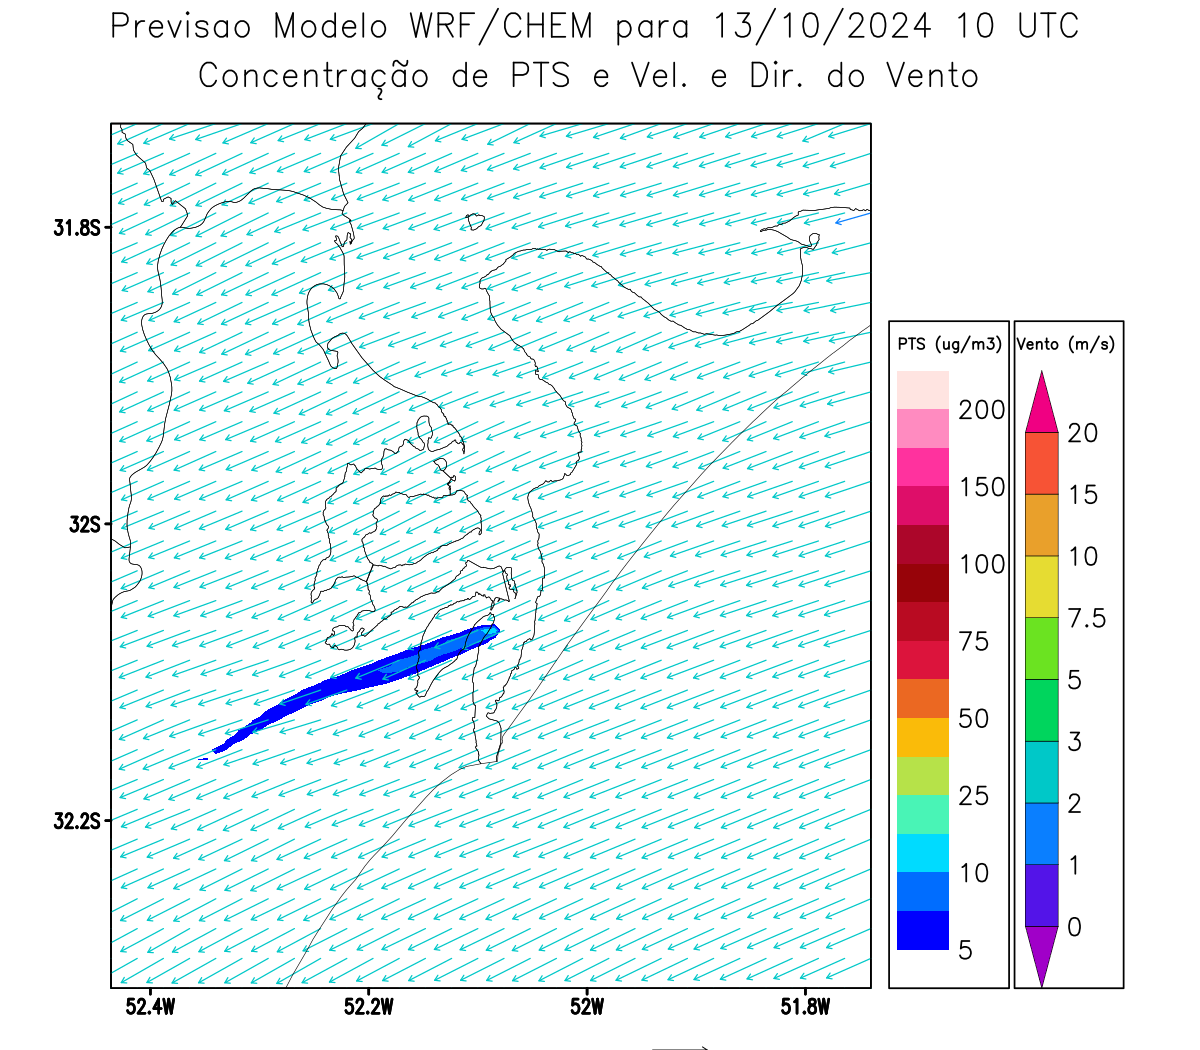 Previsao Modelo WRF/CHEM para 13/10/2024 10 UTC
Concentração de PTS e Vel. e Dir. do Vento
31.8S
32S
32.2S
52.4W
52.2W
52W
51.8W
PTS (ug/m3)
200
150
100
75
50
25
10
5
Vento (m/s)
20
15
10
7.5
5
3
2
1
0